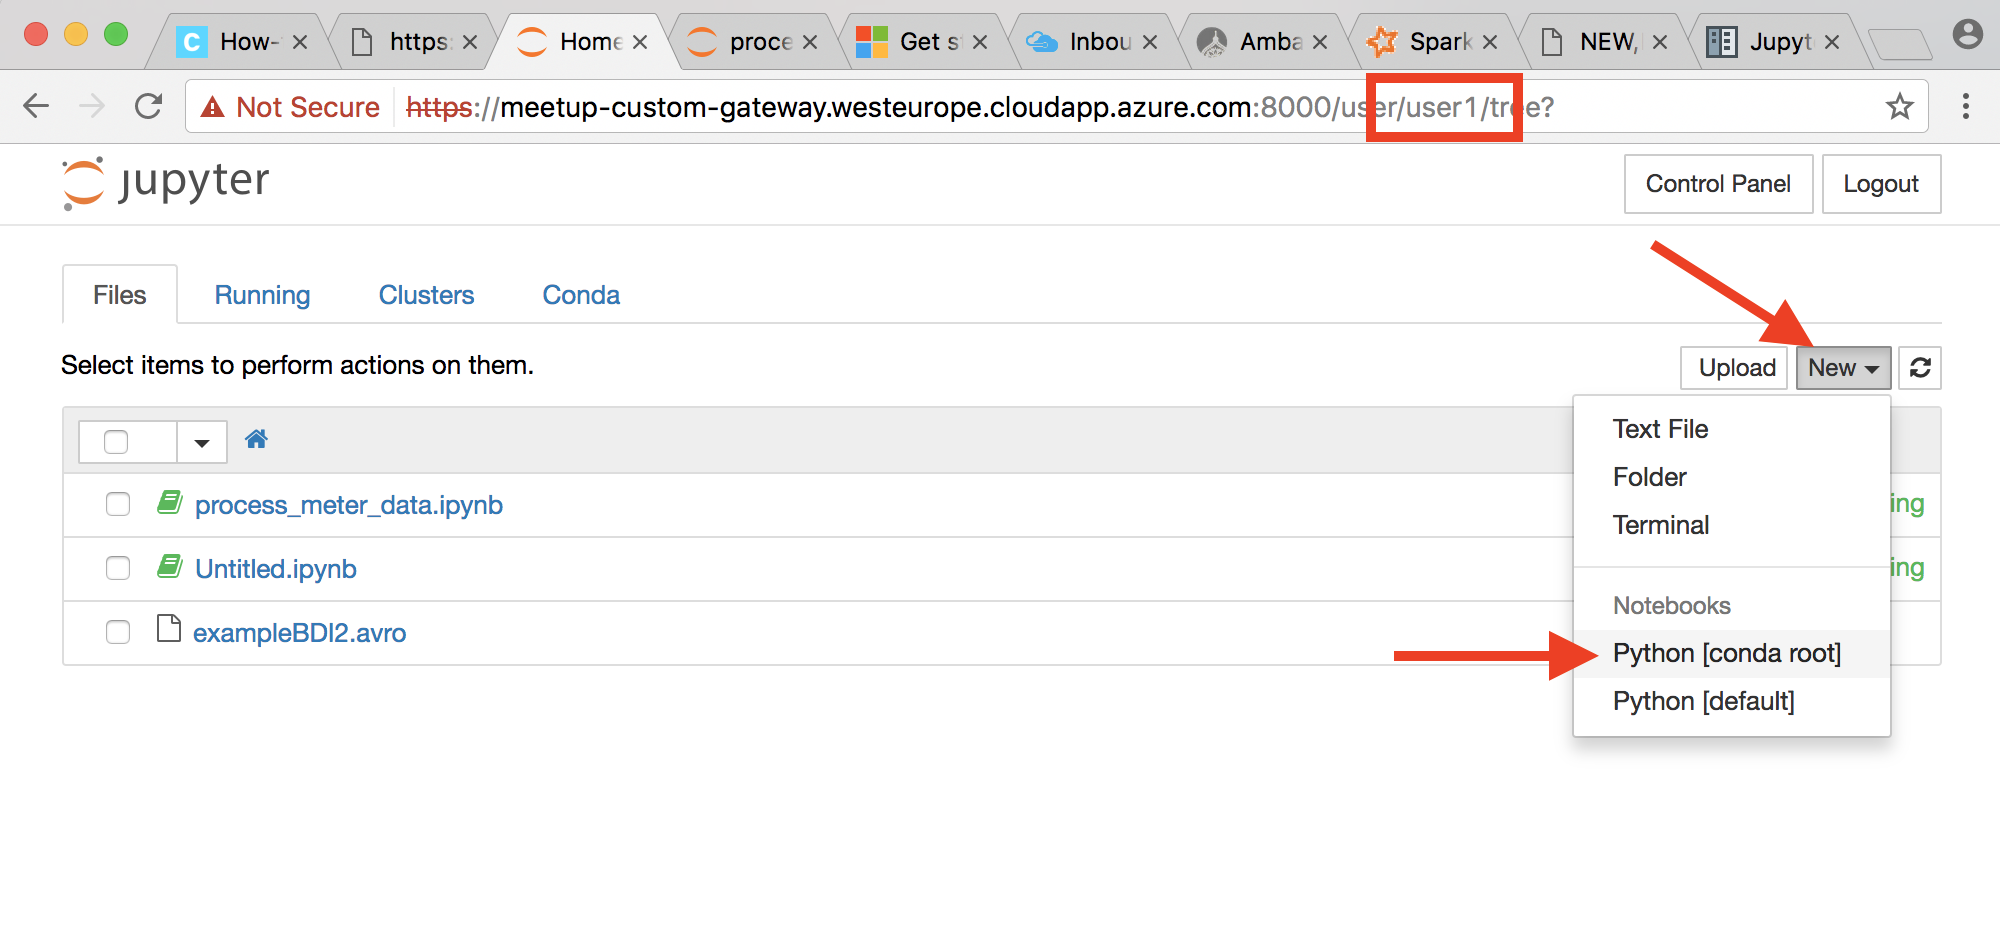 C How- https: Home proce Get s Inbou Amba Spark NEW, Jupyt
Not Secure https://meetup-custom-gateway.westeurope.cloudapp.azure.com:8000/user/user1/tree?
jupyter Control Panel Logout
Files Running Clusters Conda
Select items to perform actions on them. Upload New
Text File
Folder
process_meter_data.ipynb ing
Terminal
Untitled.ipynb ing
Notebooks
exampleBDI2.avro
Python [conda root]
Python [default]